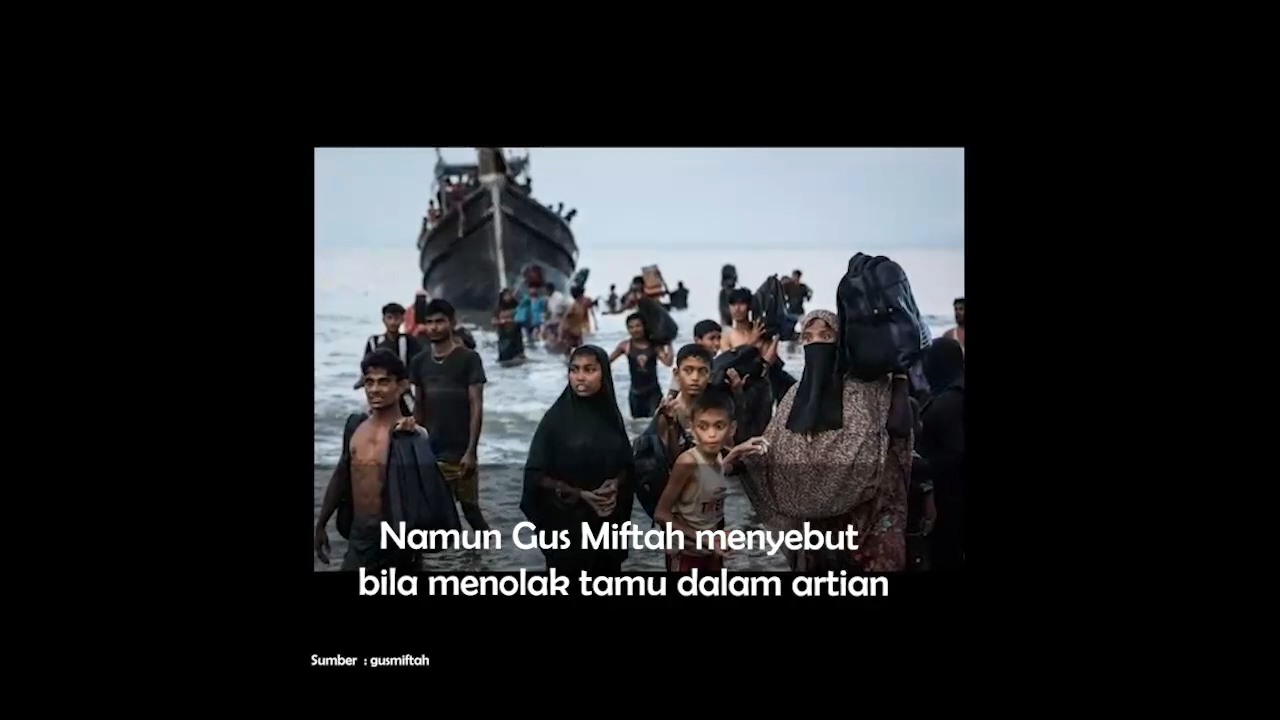 Namun Gus Miftah menyebut
bila menolak tamu dalam artian
Sumber : gusmiftah